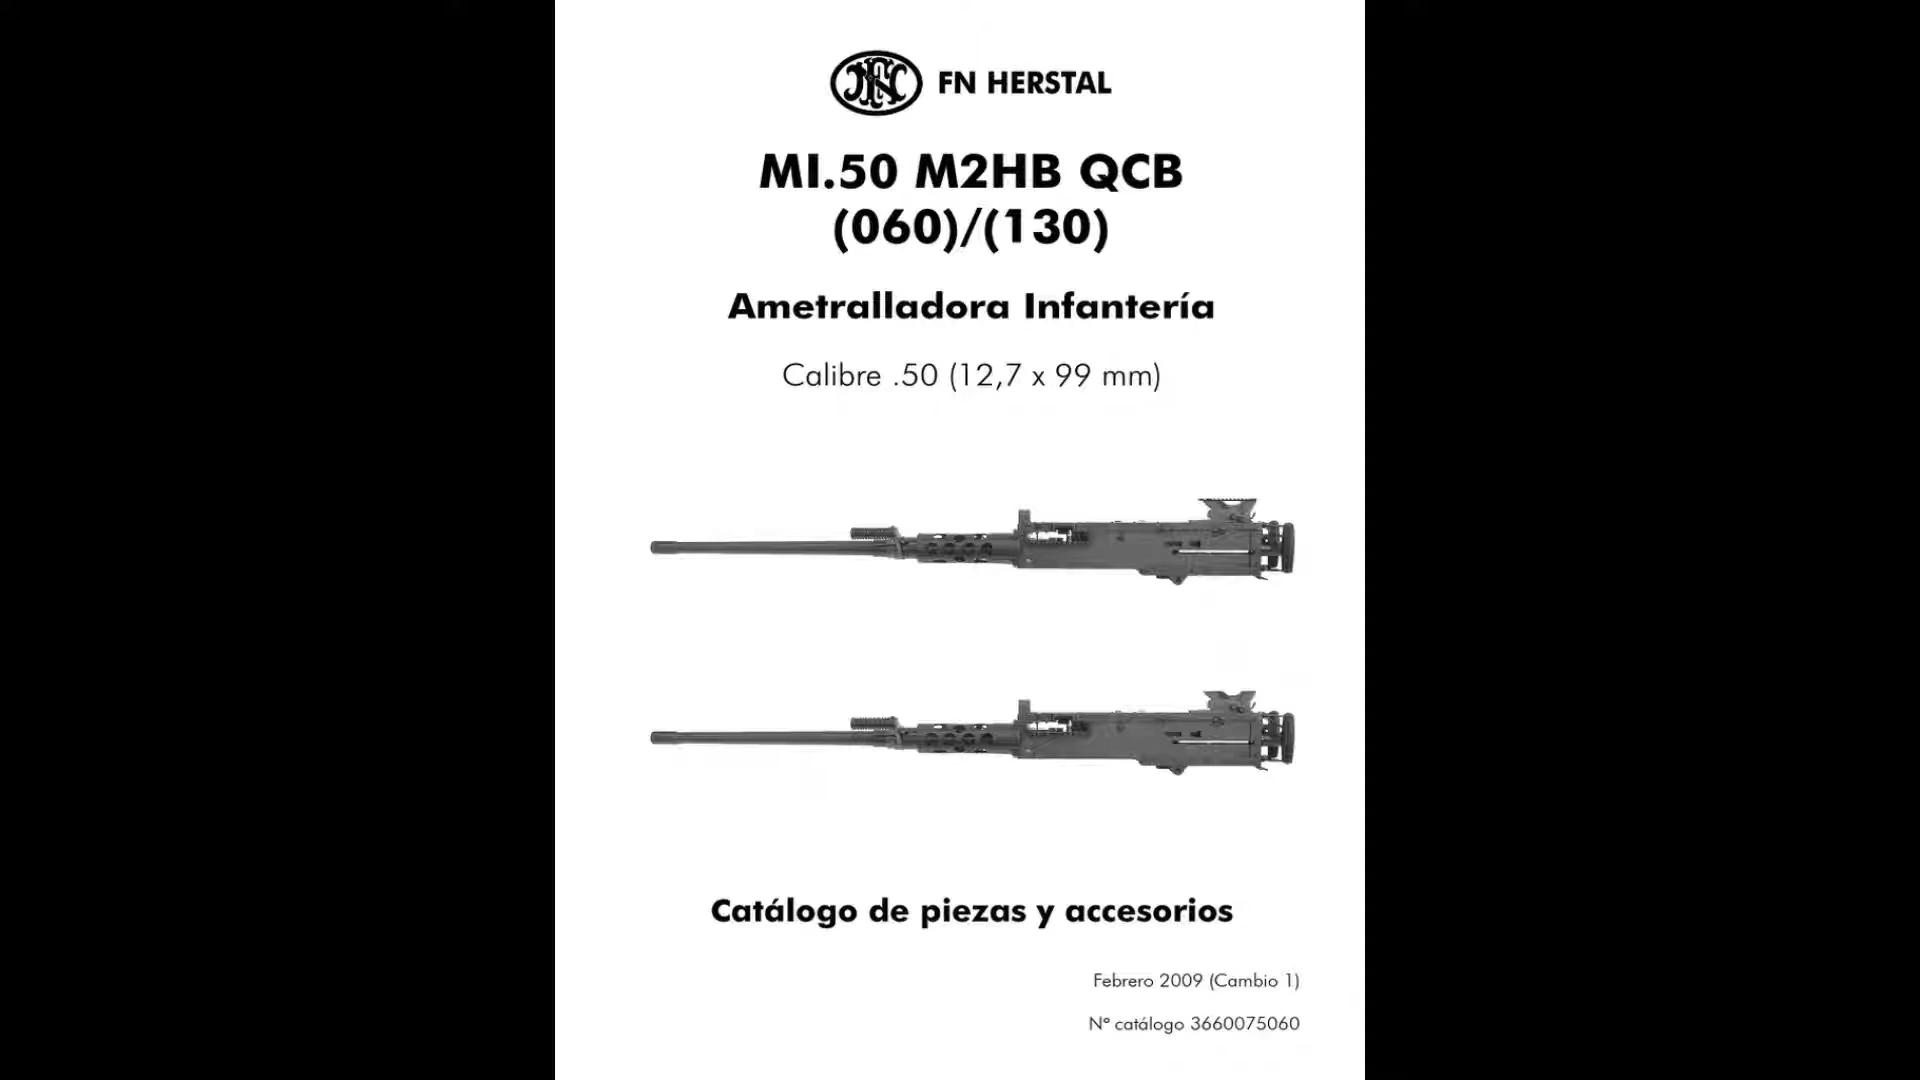 FN HERSTAL
MI.50 M2HB QCB
(060)/(130)
Ametralladora Infantería
Calibre .50 (12,7 x 99 mm)
Catálogo de piezas y accesorios
Febrero 2009 (Cambio 1)
Nº catálogo 3660075060